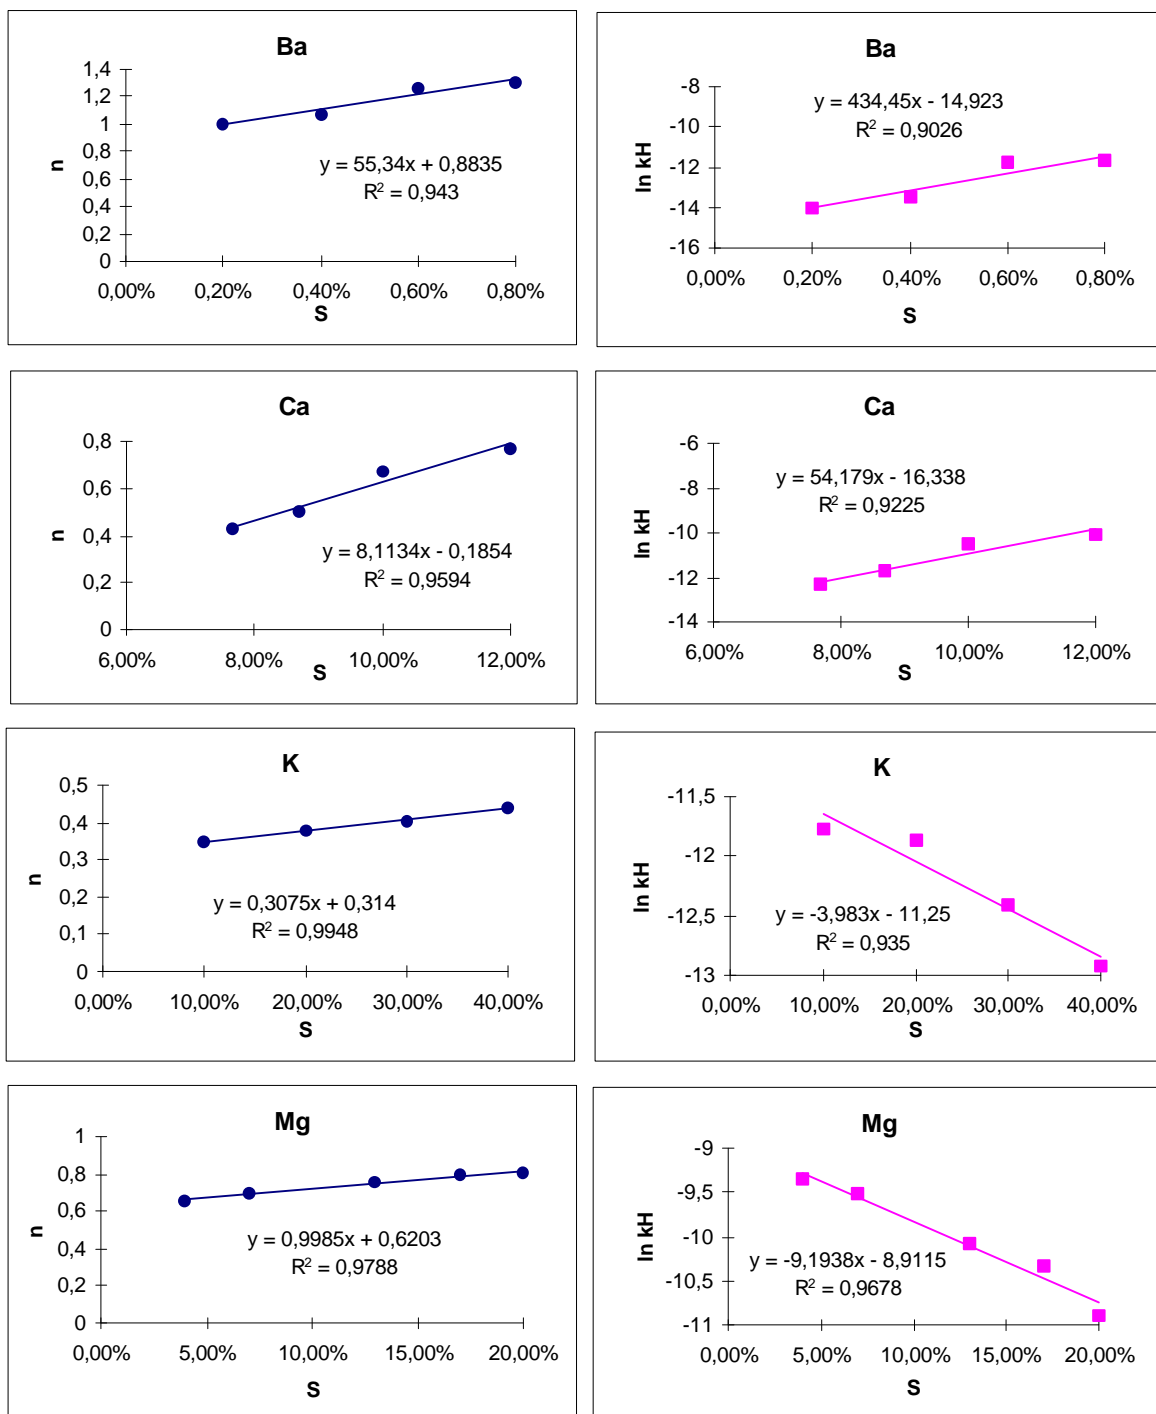 Ba
1,4
1,2
1
0,8
0,6
0,4
0,2
0
n
y = 55,34x + 0,8835
R² = 0,943
0,00% 0,20% 0,40% 0,60% 0,80%
S
Ba
-8
-10
-12
-14
-16
ln kH
y = 434,45x - 14,923
R² = 0,9026
0,00% 0,20% 0,40% 0,60% 0,80%
S
Ca
0,8
0,6
0,4
0,2
0
n
y = 8,1134x - 0,1854
R² = 0,9594
6,00% 8,00% 10,00% 12,00%
S
Ca
-6
-8
-10
-12
-14
ln kH
y = 54,179x - 16,338
R² = 0,9225
6,00% 8,00% 10,00% 12,00%
S
K
0,5
0,4
0,3
0,2
0,1
0
n
y = 0,3075x + 0,314
R² = 0,9948
0,00% 10,00% 20,00% 30,00% 40,00%
S
K
-11,5
-12
-12,5
-13
ln kH
y = -3,983x - 11,25
R² = 0,935
0,00% 10,00% 20,00% 30,00% 40,00%
S
Mg
1
0,8
0,6
0,4
0,2
0
n
y = 0,9985x + 0,6203
R² = 0,9788
0,00% 5,00% 10,00% 15,00% 20,00%
S
Mg
-9
-9,5
-10
-10,5
-11
ln kH
y = -9,1938x - 8,9115
R² = 0,9678
0,00% 5,00% 10,00% 15,00% 20,00%
S